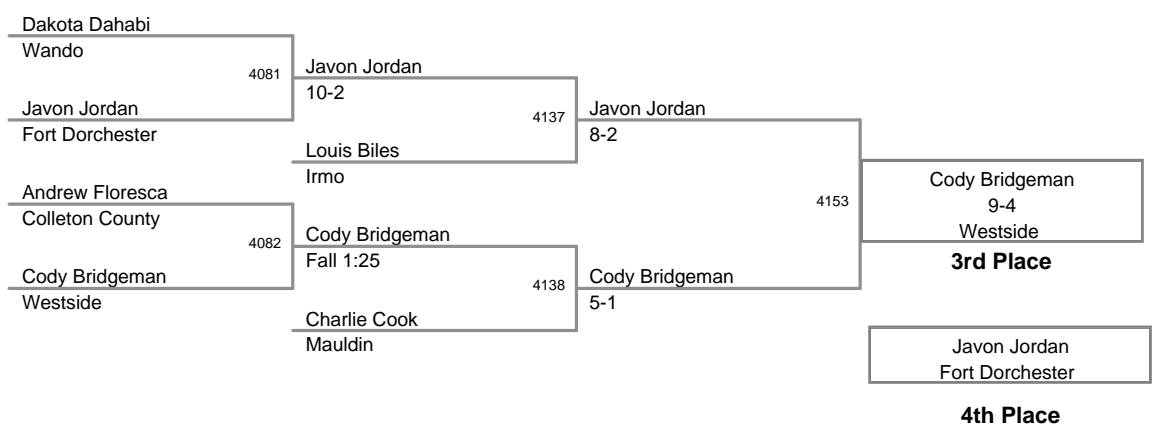 Dakota Dahabi
Wando
4081
Javon Jordan
10-2
Javon Jordan
Fort Dorchester
4137
Javon Jordan
8-2
Louis Biles
Irmo
Andrew Floresca
Colleton County
4082
Cody Bridgeman
Fall 1:25
Cody Bridgeman
Westside
4138
Cody Bridgeman
5-1
Charlie Cook
Mauldin
4153
Cody Bridgeman
9-4
Westside
3rd Place
Javon Jordan
Fort Dorchester
4th Place